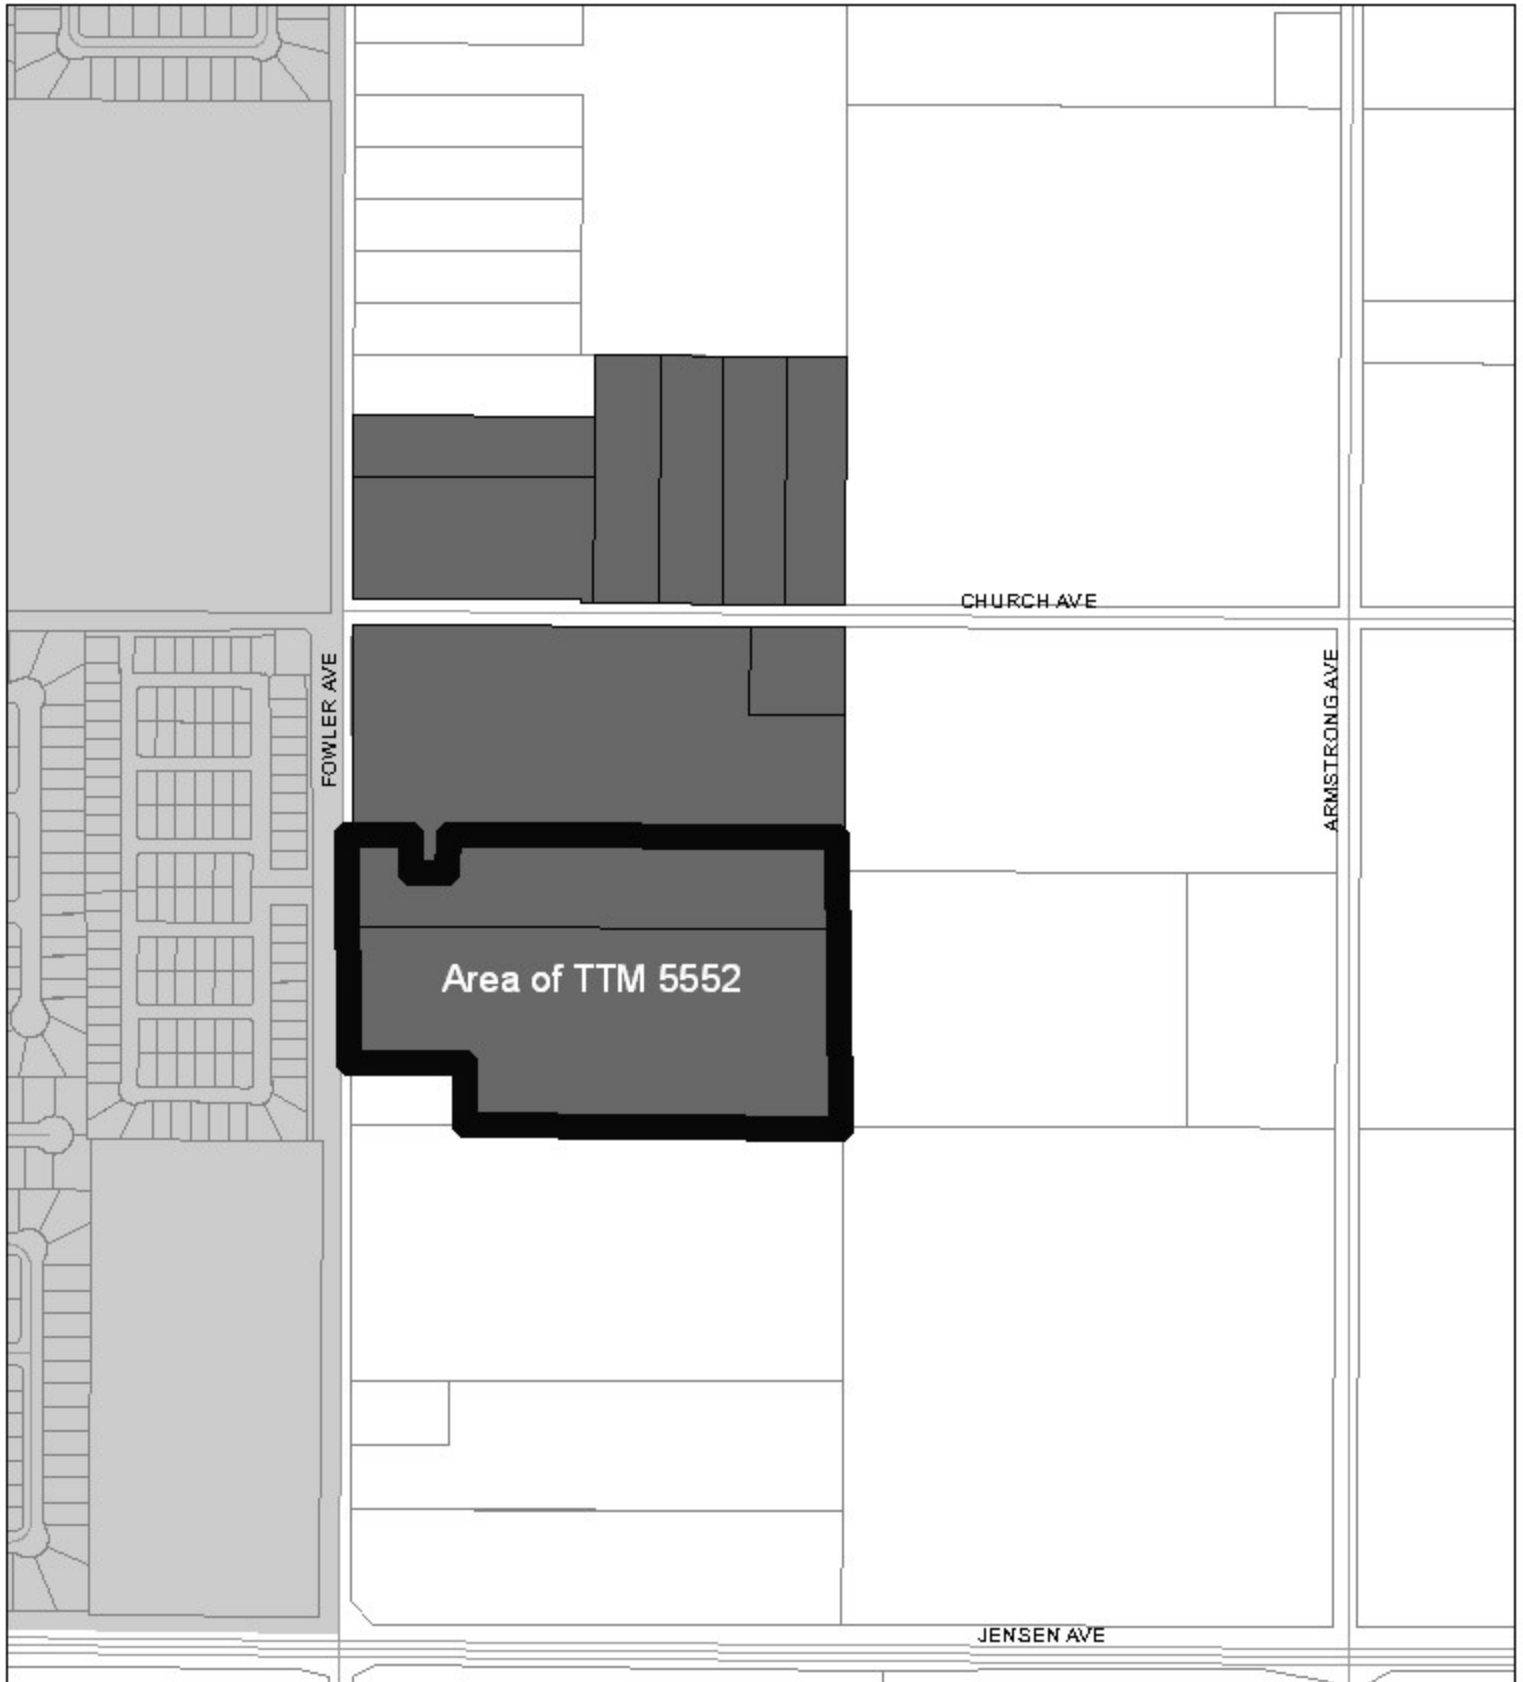 CHURCH AVE
FOWLER AVE
ARMSTRONG AVE
Area of TTM 5552
JENSEN AVE